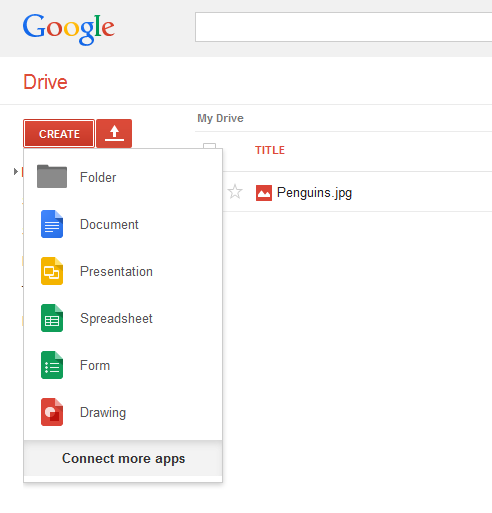 Google
Drive
CREATE
My Drive
TITLE
Penguins.jpg
Folder
Document
Presentation
Spreadsheet
Form
Drawing
Connect more apps